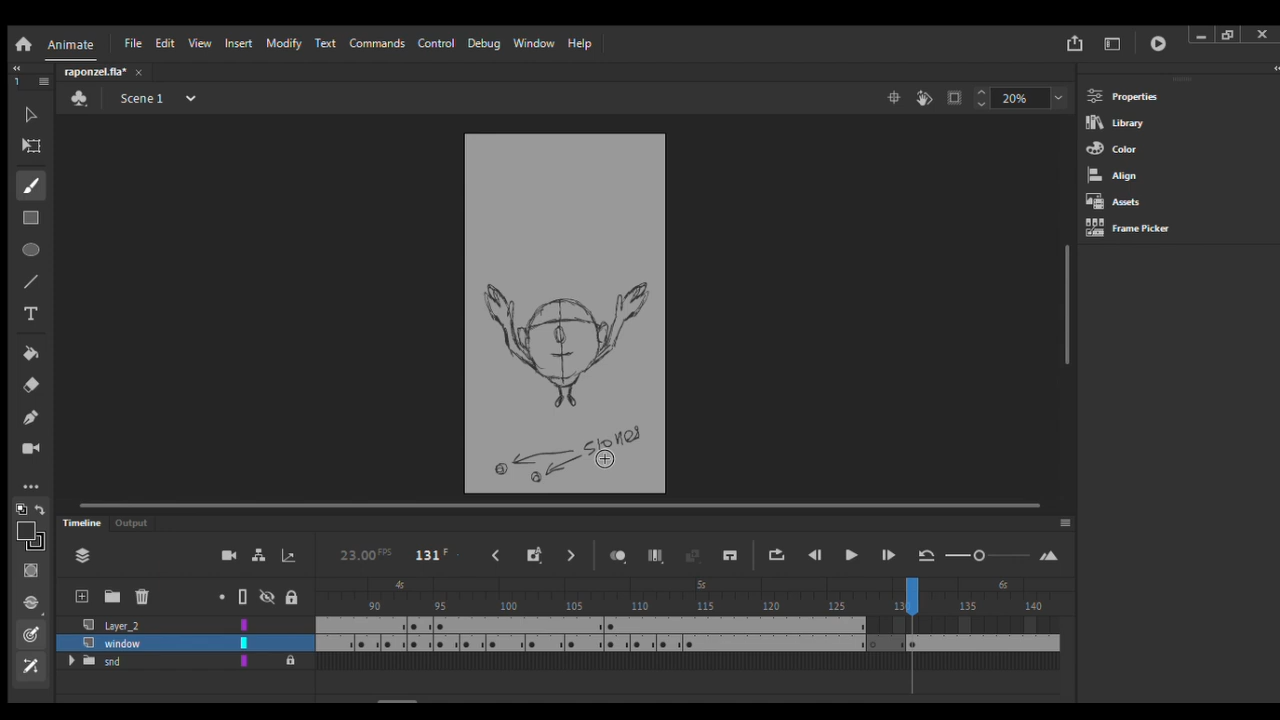 Animate File Edit View Insert Modify Text Commands Control Debug Window Help
raponzel.fla* ×
1
Scene 1 20%
Properties
Library
Color
Align
Assets
Frame Picker
T
Stones
Timeline Output
23.00 FPS 131 F
4s 5s 6s
90 95 100 105 110 115 120 125 130 135 140
Layer_2
window
snd